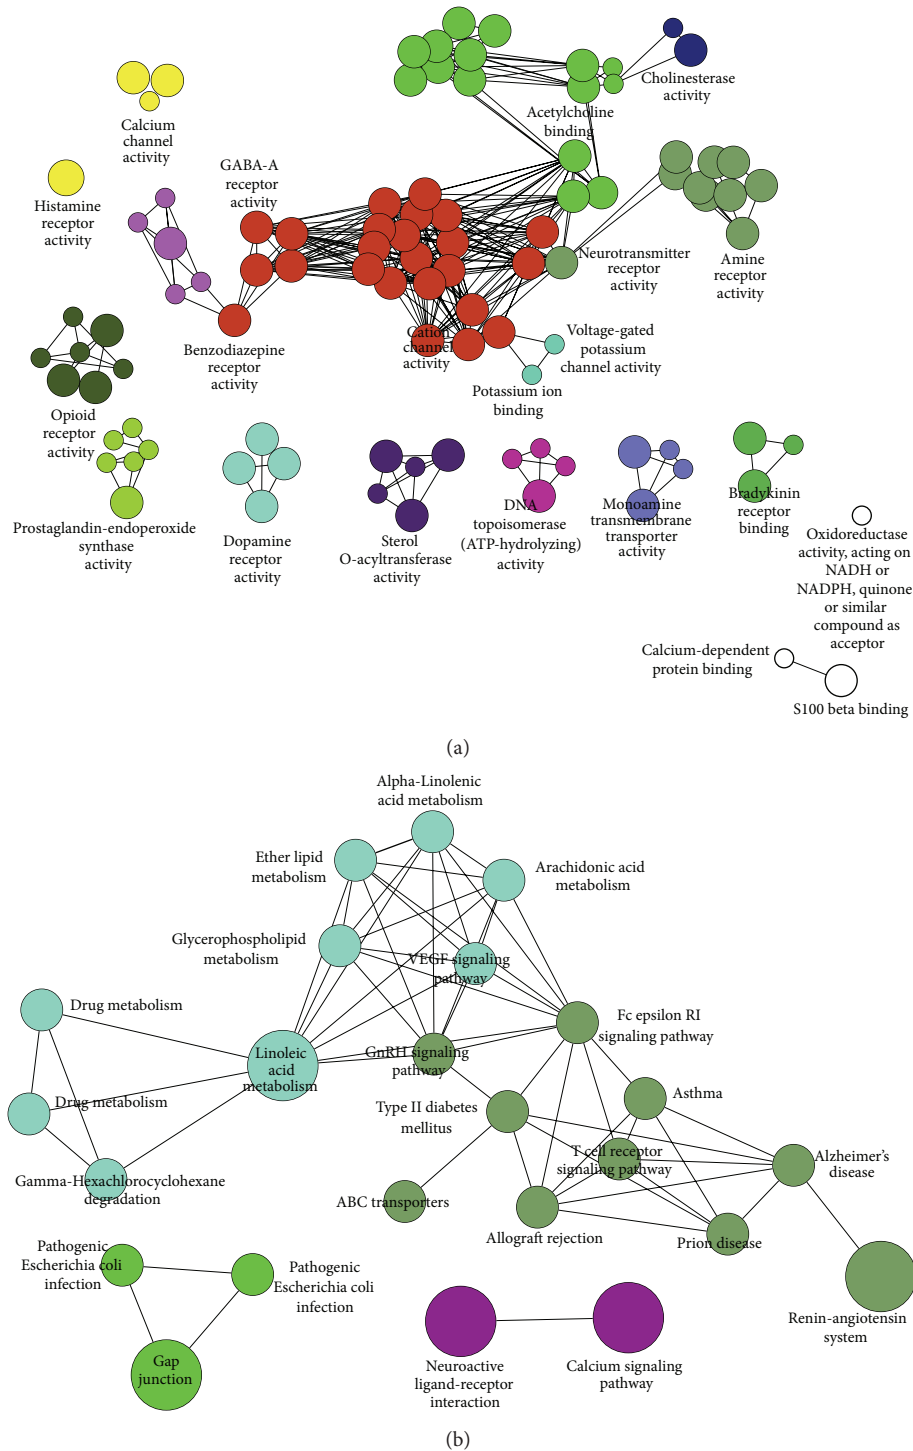 Cholinesterase
activity
Acetylcholine
binding
Calcium
channel
activity
GABA-A
receptor
activity
Histamine
receptor
activity
Neurotransmitter
receptor
activity
Amine
receptor
activity
Benzodiazepine
receptor
activity
Cation
channel
activity
Voltage-gated
potassium
channel activity
Potassium ion
binding
Opioid
receptor
activity
Prostaglandin-endoperoxide
synthase
activity
Dopamine
receptor
activity
Sterol
O-acyltransferase
activity
DNA
topoisomerase
(ATP-hydrolyzing)
activity
Monoamine
transmembrane
transporter
activity
Bradykinin
receptor
binding
Oxidoreductase
activity, acting on
NADH or
NADPH, quinone
or similar
compound as
acceptor
Calcium-dependent
protein binding
S100 beta binding
(a)
Alpha-Linolenic
acid metabolism
Ether lipid
metabolism
Arachidonic acid
metabolism
Glycerophospholipid
metabolism
VEGF signaling
pathway
Drug metabolism
Fc epsilon RI
signaling pathway
Linoleic
acid
metabolism
GnRH signaling
pathway
Drug metabolism
Type II diabetes
mellitus
Asthma
T cell receptor
signaling pathway
Alzheimer's
disease
Gamma-Hexachlorocyclohexane
degradation
ABC transporters
Allograft rejection
Prion disease
Pathogenic
Escherichia coli
infection
Pathogenic
Escherichia coli
infection
Renin-angiotensin
system
Gap
junction
Neuroactive
ligand-receptor
interaction
Calcium signaling
pathway
(b)